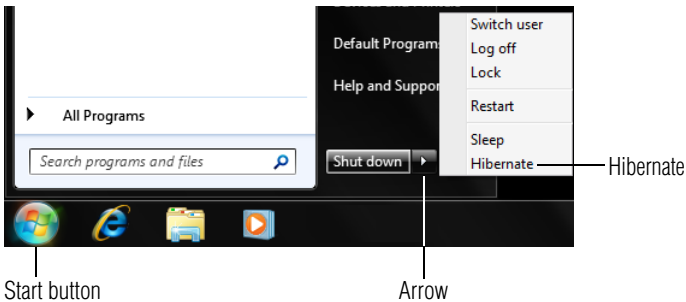 Switch user
Default Programs
Log off
Lock
Help and Suppor
Restart
All Programs
Sleep
Search programs and files
Shut down
Hibernate
Hibernate
Start button
Arrow